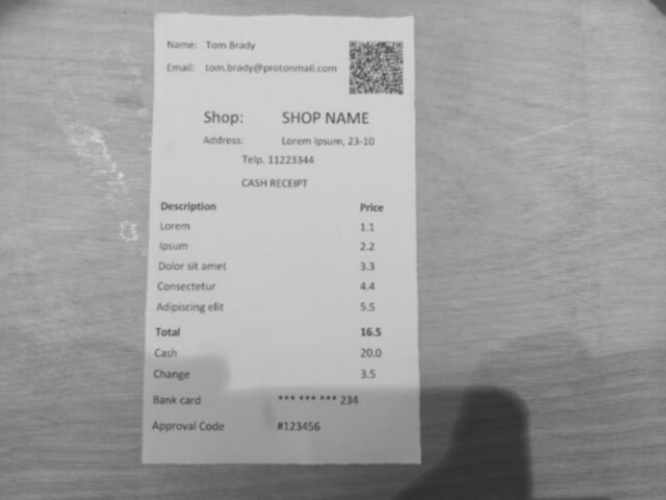 Name: Tom Brady
Email: tom.brady@protonmail.com
Shop: SHOP NAME
Address: Lorem Ipsum, 23-10
Telp. 11223344
CASH RECEIPT
Description Price
Lorem 1.1
Ipsum 2.2
Dolor sit amet 3.3
Consectetur 4.4
Adipiscing elit 5.5
Total 16.5
Cash 20.0
Change 3.5
Bank card *** *** *** 234
Approval Code #123456